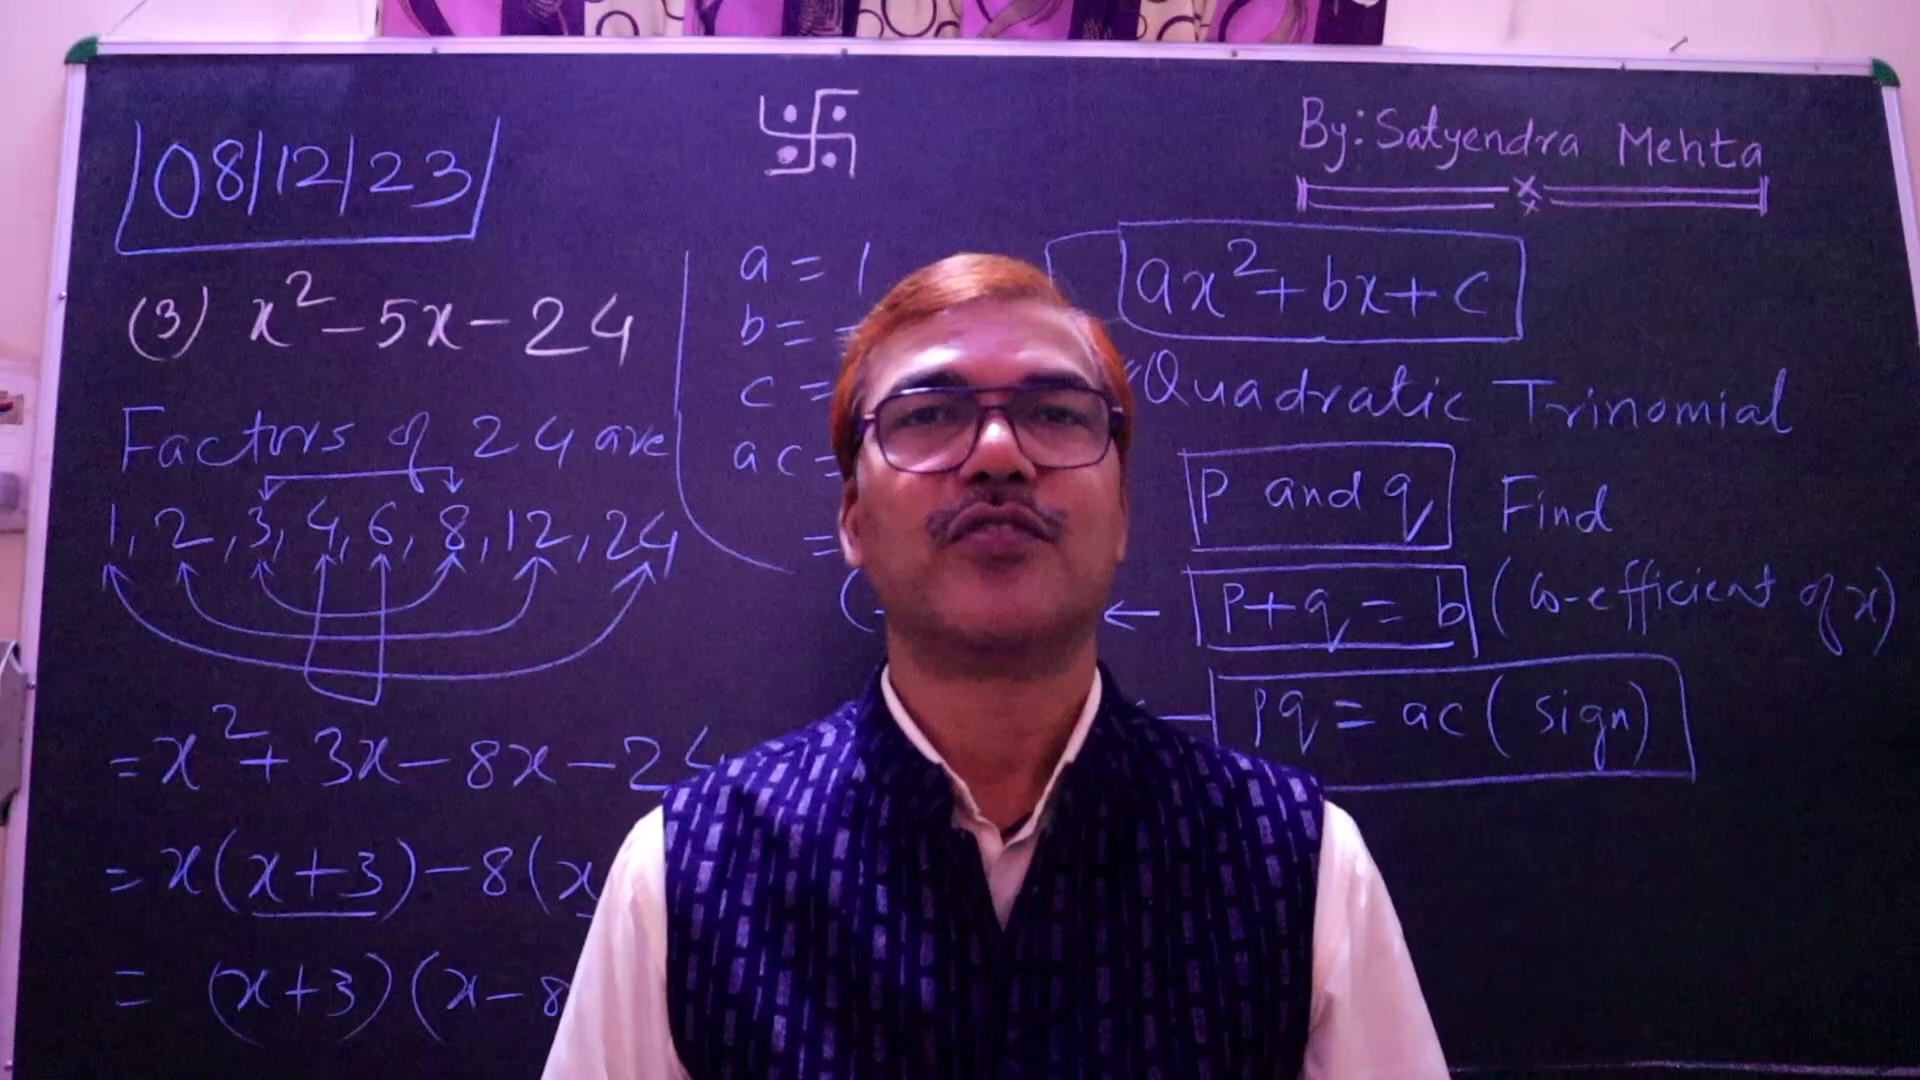 08/12/23
By: Satyendra Mehta
(3) x² - 5x - 24
a = 1
b = -
c =
ac =
=
(-
ax² + bx + c
Quadratic Trinomial
Factors of 24 are
1, 2, 3, 4, 6, 8, 12, 24
p and q Find
← p + q = b (Co-efficient of x)
pq = ac (sign)
= x² + 3x - 8x - 24
= x(x + 3) - 8(x
= (x + 3)(x - 8